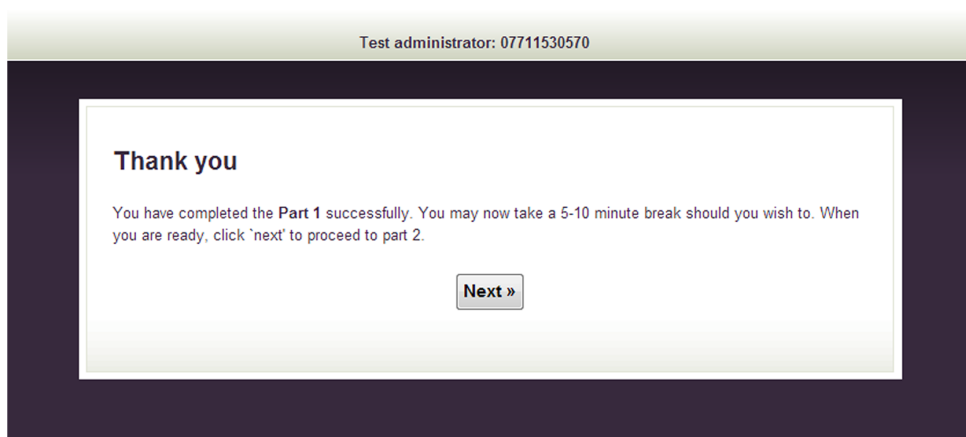 Test administrator: 07711530570
Thank you
You have completed the Part 1 successfully. You may now take a 5-10 minute break should you wish to. When
you are ready, click `next' to proceed to part 2.
Next »